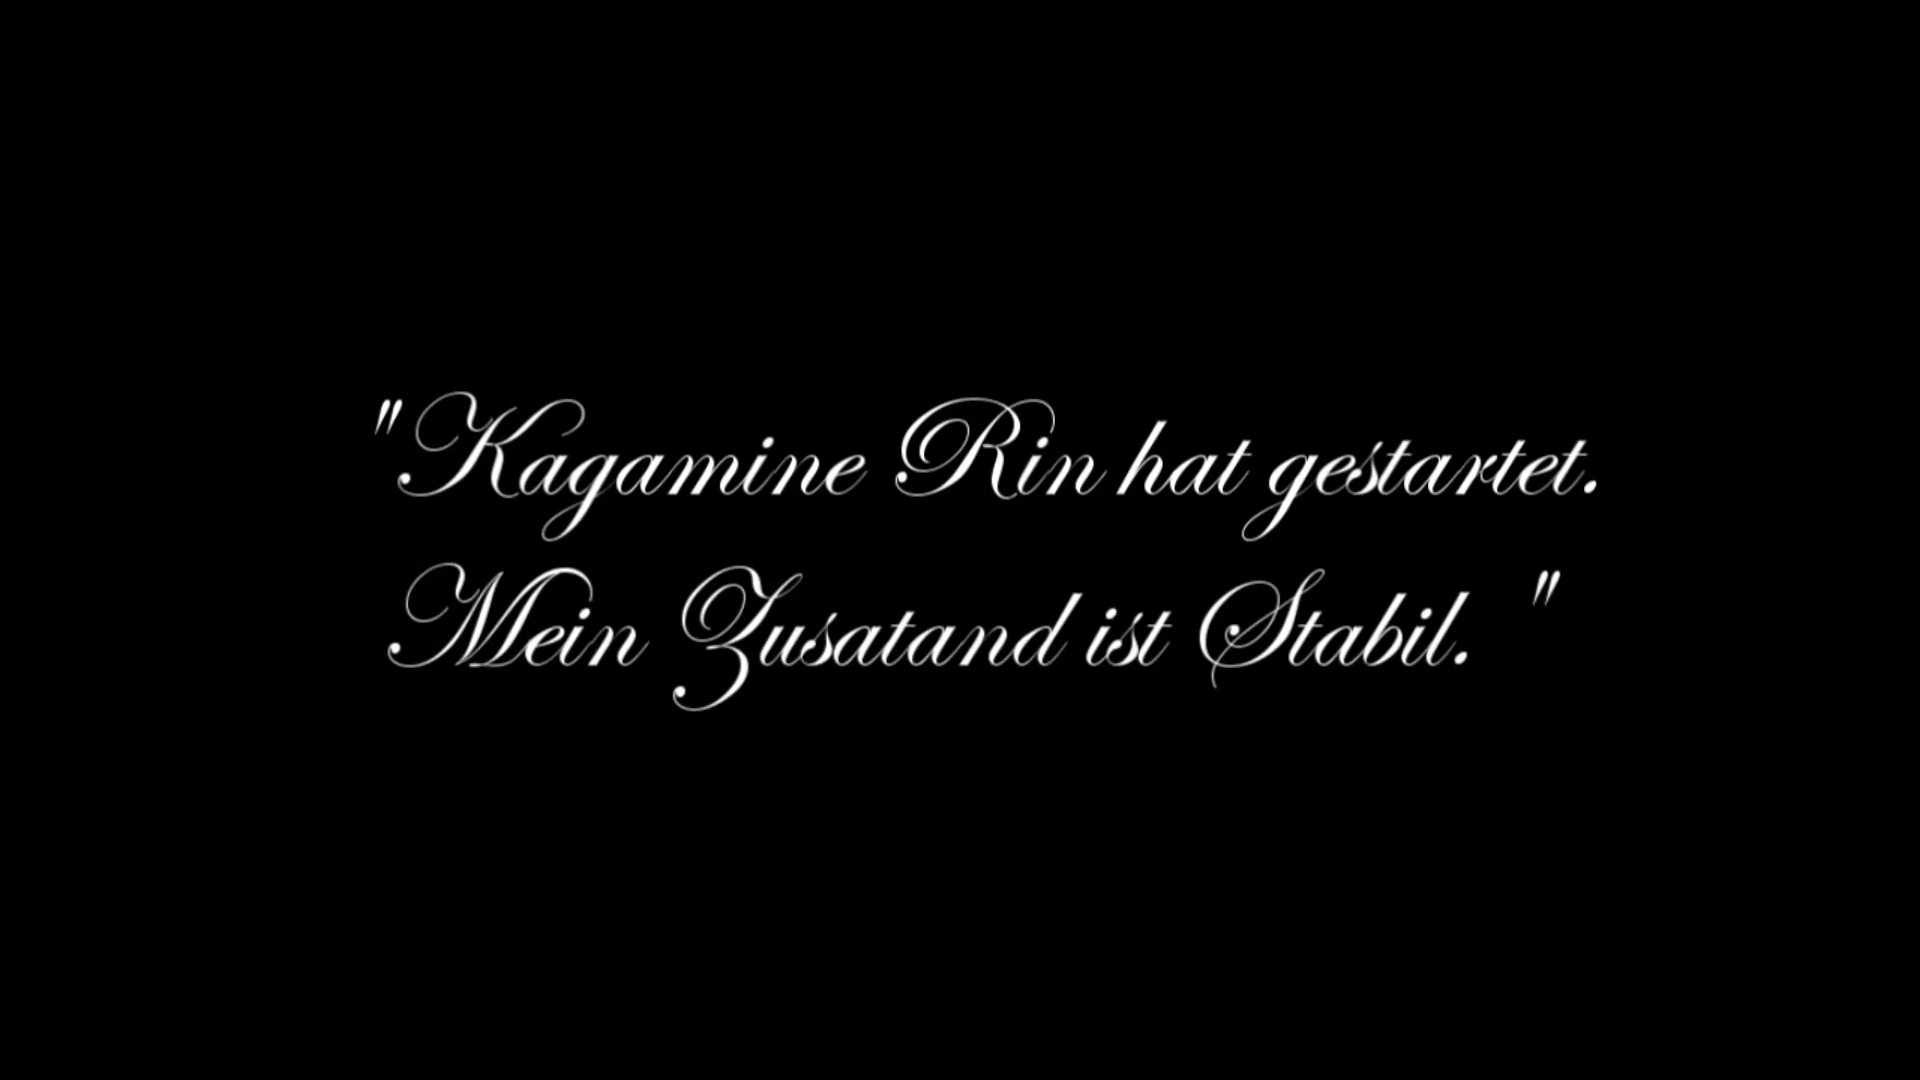 "Kagamine Rin hat gestartet.
Mein Zusatand ist Stabil. "